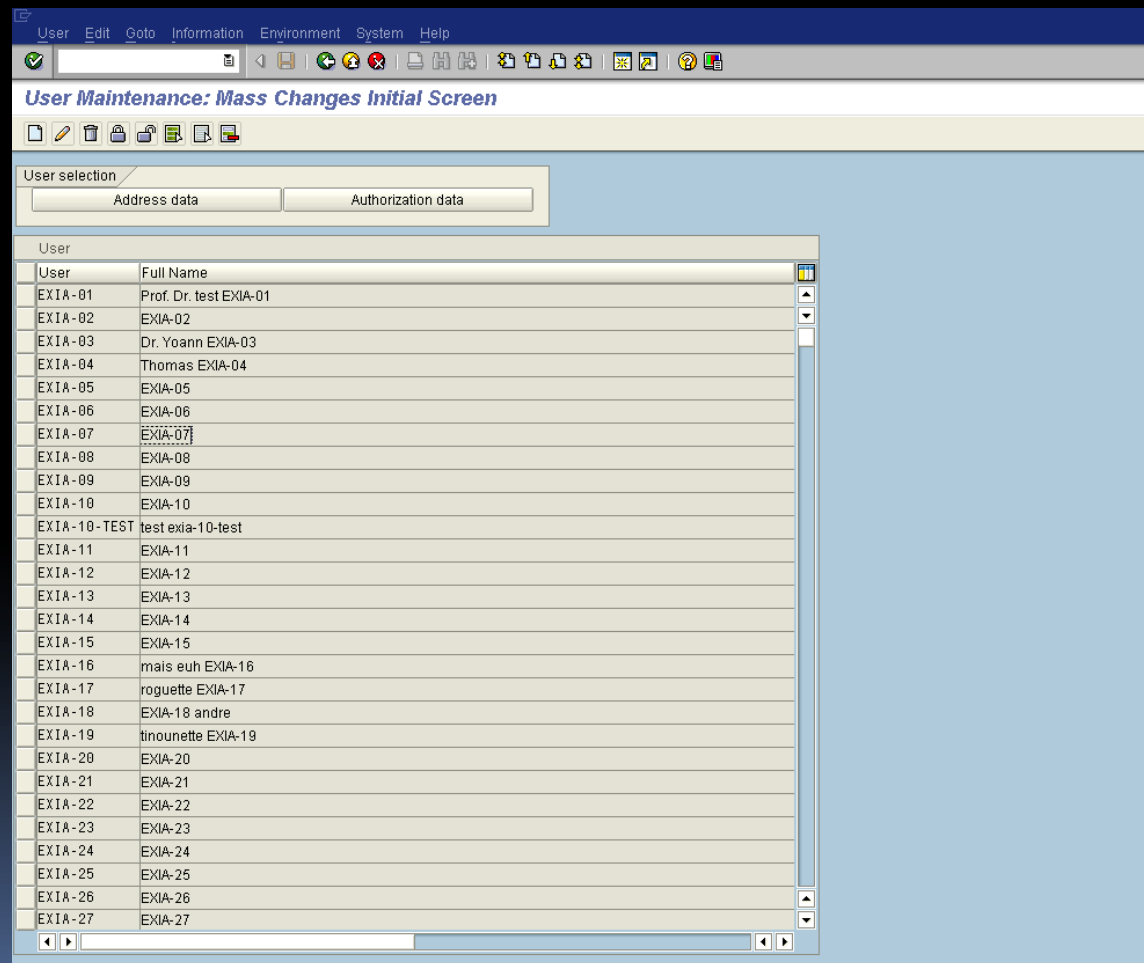 User Edit Goto Information Environment System Help
User Maintenance: Mass Changes Initial Screen
User selection
Address data Authorization data
User
User Full Name
EXIA-01 Prof. Dr. test EXIA-01
EXIA-02 EXIA-02
EXIA-03 Dr. Yoann EXIA-03
EXIA-04 Thomas EXIA-04
EXIA-05 EXIA-05
EXIA-06 EXIA-06
EXIA-07 EXIA-07
EXIA-08 EXIA-08
EXIA-09 EXIA-09
EXIA-10 EXIA-10
EXIA-10-TEST test exia-10-test
EXIA-11 EXIA-11
EXIA-12 EXIA-12
EXIA-13 EXIA-13
EXIA-14 EXIA-14
EXIA-15 EXIA-15
EXIA-16 mais euh EXIA-16
EXIA-17 roguette EXIA-17
EXIA-18 EXIA-18 andre
EXIA-19 tinounette EXIA-19
EXIA-20 EXIA-20
EXIA-21 EXIA-21
EXIA-22 EXIA-22
EXIA-23 EXIA-23
EXIA-24 EXIA-24
EXIA-25 EXIA-25
EXIA-26 EXIA-26
EXIA-27 EXIA-27